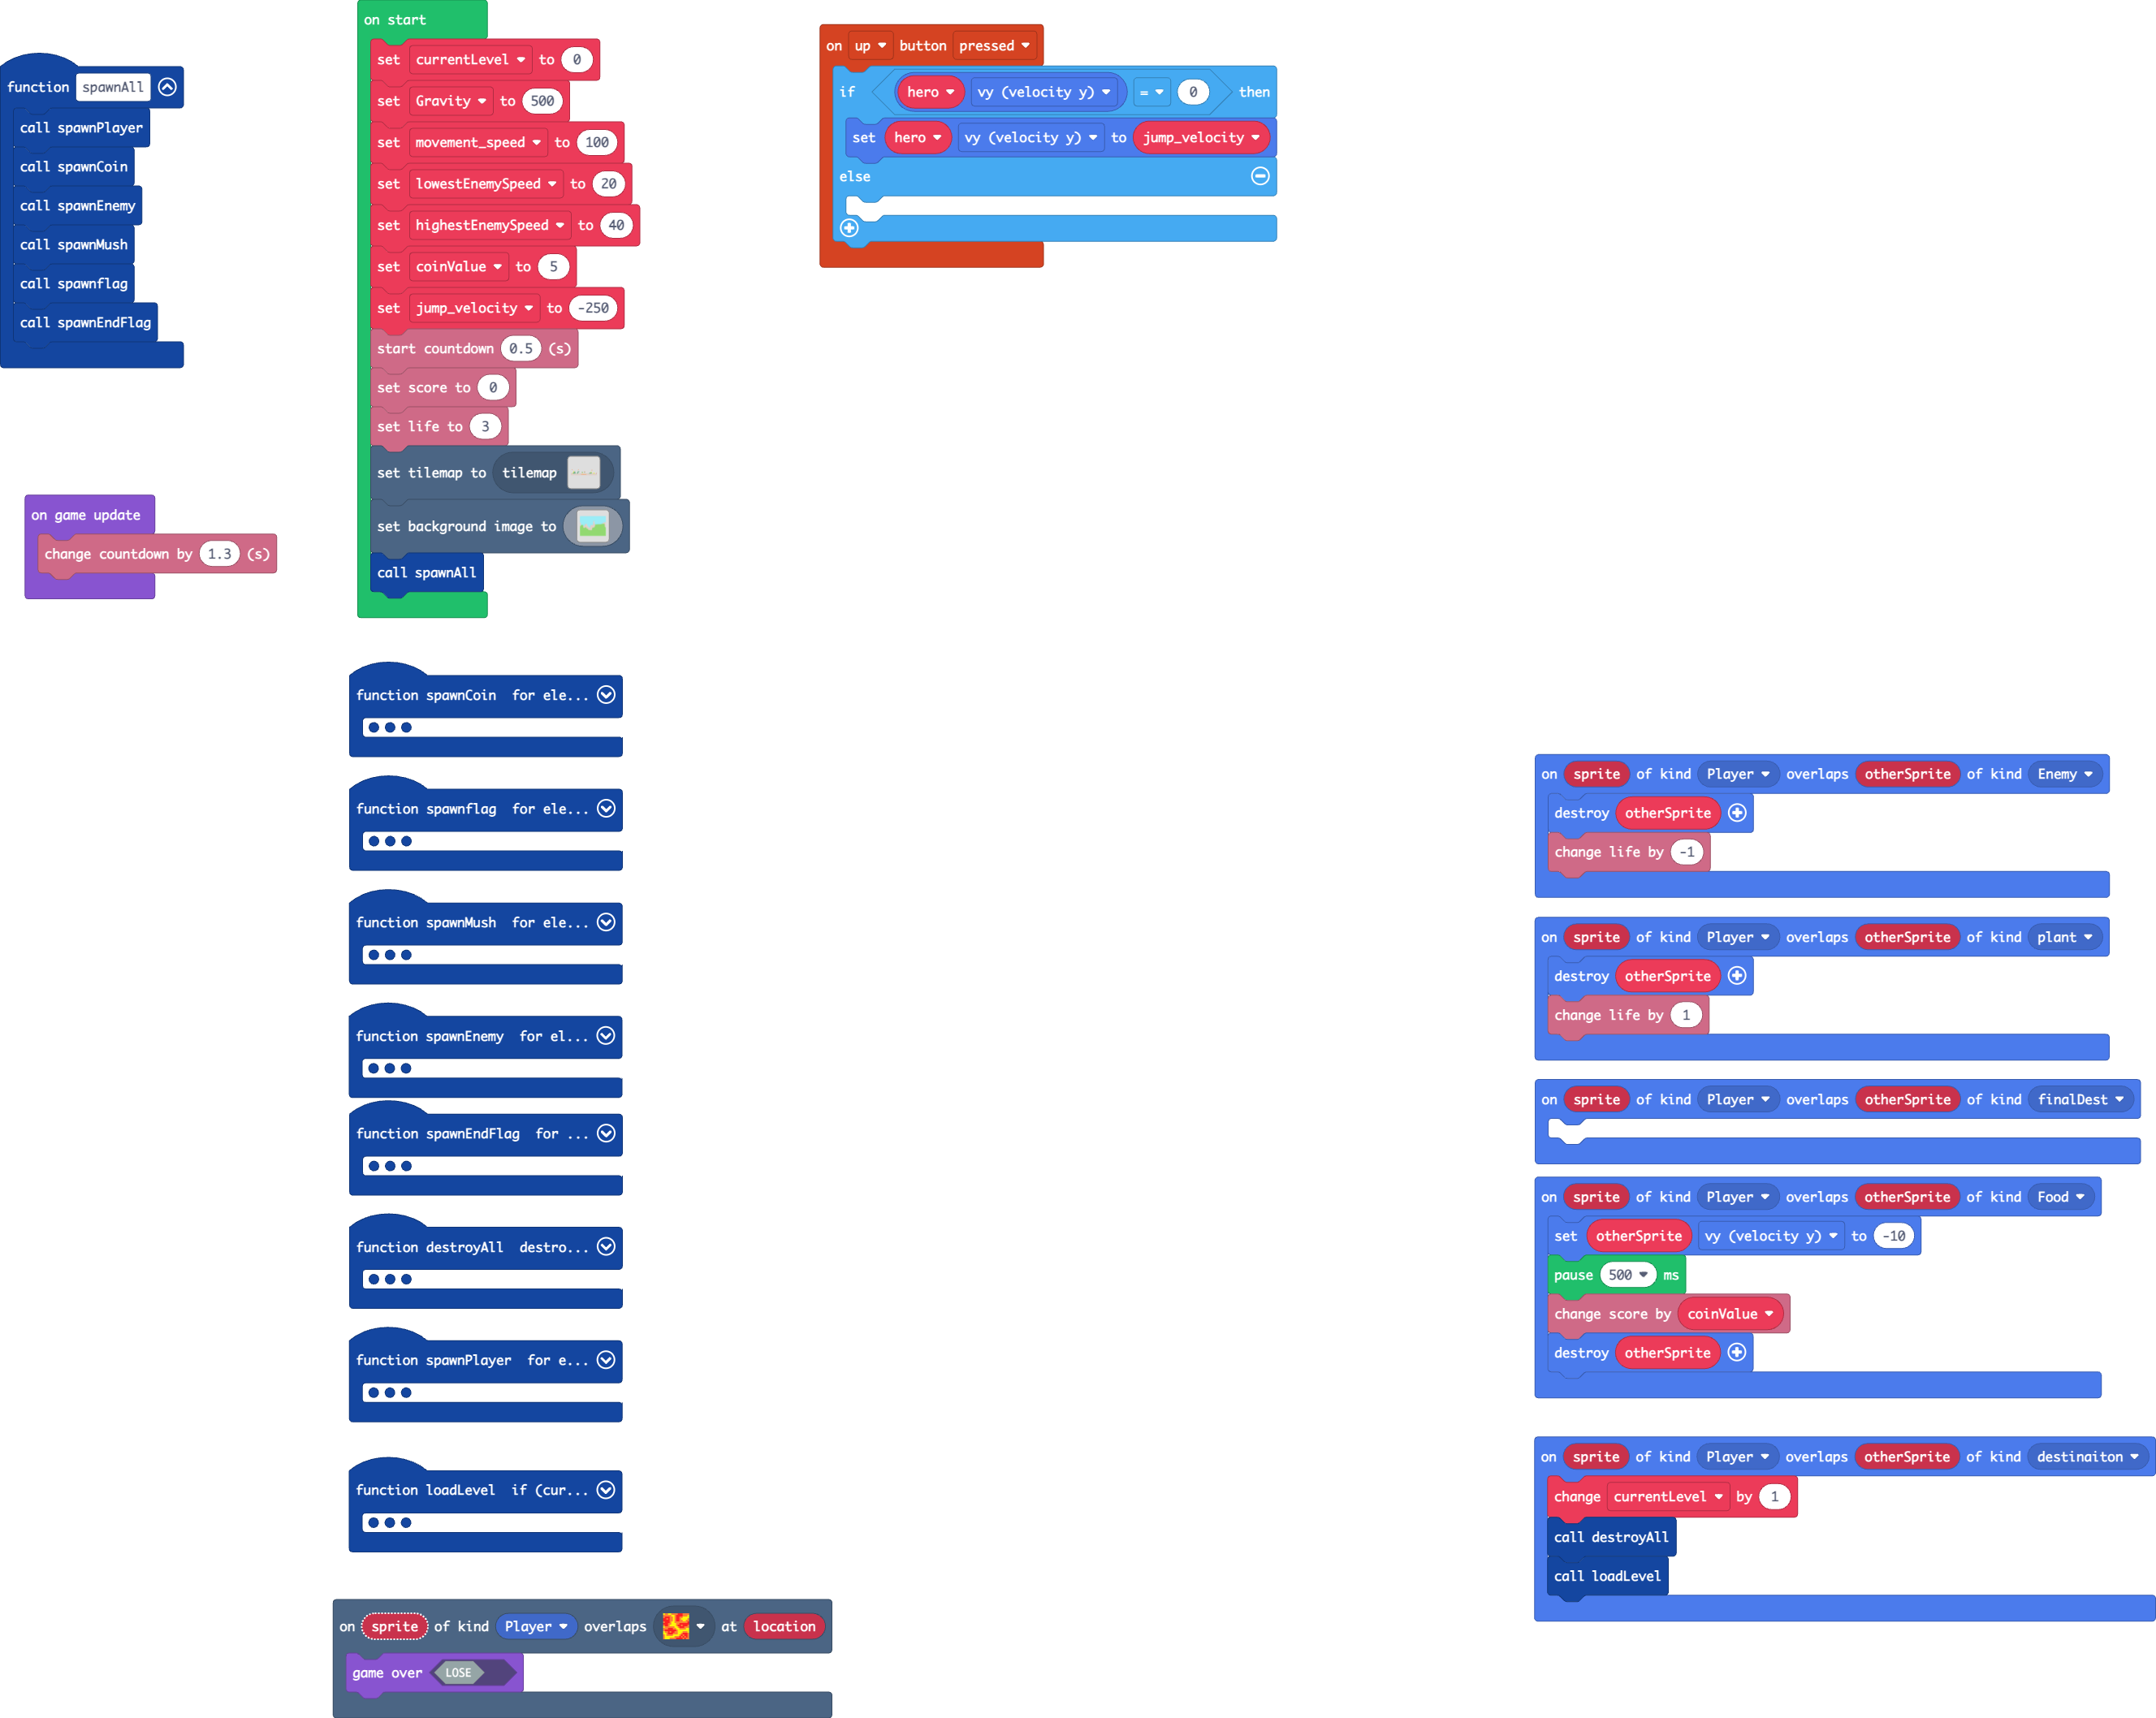 function spawnAll
call spawnPlayer
call spawnCoin
call spawnEnemy
call spawnMush
call spawnflag
call spawnEndFlag
on game update
change countdown by 1.3 (s)
on start
set currentLevel to 0
set Gravity to 500
set movement_speed to 100
set lowestEnemySpeed to 20
set highestEnemySpeed to 40
set coinValue to 5
set jump_velocity to -250
start countdown 0.5 (s)
set score to 0
set life to 3
set tilemap to tilemap
set background image to
call spawnAll
on up button pressed
if hero vy (velocity y) = 0 then
set hero vy (velocity y) to jump_velocity
else
function spawnCoin for ele...
function spawnflag for ele...
function spawnMush for ele...
function spawnEnemy for el...
function spawnEndFlag for ...
function destroyAll destro...
function spawnPlayer for e...
function loadLevel if (cur...
on sprite of kind Player overlaps at location
game over LOSE
on sprite of kind Player overlaps otherSprite of kind Enemy
destroy otherSprite
change life by -1
on sprite of kind Player overlaps otherSprite of kind plant
destroy otherSprite
change life by 1
on sprite of kind Player overlaps otherSprite of kind finalDest
on sprite of kind Player overlaps otherSprite of kind Food
set otherSprite vy (velocity y) to -10
pause 500 ms
change score by coinValue
destroy otherSprite
on sprite of kind Player overlaps otherSprite of kind destinaiton
change currentLevel by 1
call destroyAll
call loadLevel